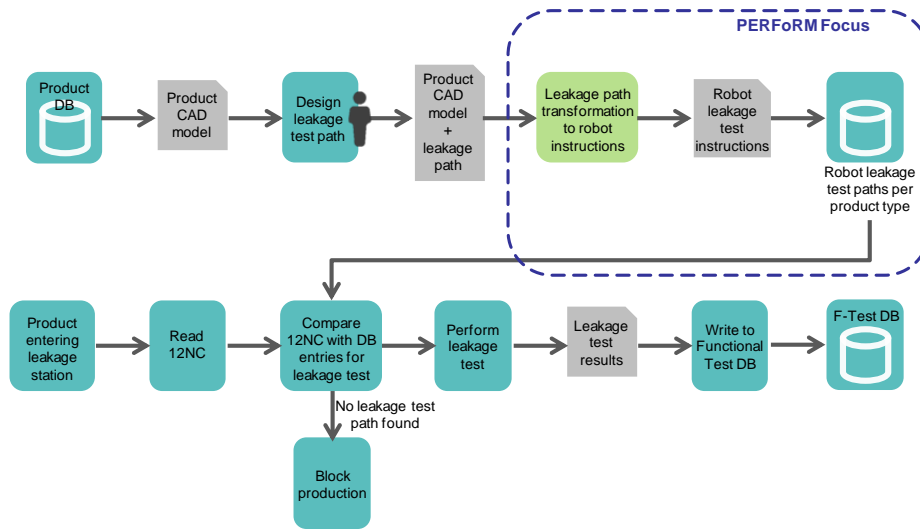 PERFoRM Focus
Product
DB
Product
CAD
model
Design
leakage
test path
Product
CAD model
+
leakage
path
Leakage path
transformation
to robot
instructions
Robot
leakage
test
instructions
Robot leakage
test paths per
product type
Product
entering
leakage
station
Read
12NC
Compare
12NC with DB
entries for
leakage test
Perform
leakage
test
Leakage
test
results
Write to
Functional
Test DB
F-Test DB
No leakage test
path found
Block
production